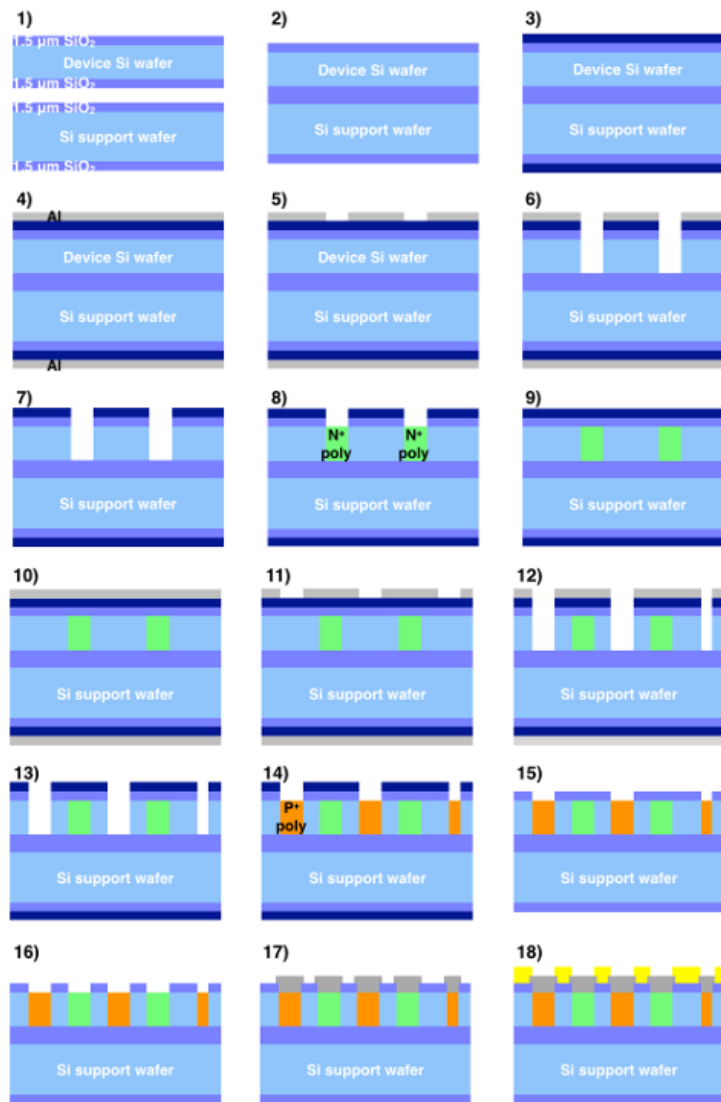 1)
2)
3)
1.5 µm SiO₂
Device Si wafer
1.5 µm SiO₂
1.5 µm SiO₂
Si support wafer
1.5 µm SiO₂
Device Si wafer
Si support wafer
Device Si wafer
Si support wafer
4)
5)
6)
Al
Device Si wafer
Si support wafer
Al
Device Si wafer
Si support wafer
Si support wafer
7)
8)
9)
Si support wafer
N⁺
poly
N⁺
poly
Si support wafer
Si support wafer
10)
11)
12)
Si support wafer
Si support wafer
Si support wafer
13)
14)
15)
Si support wafer
P⁺
poly
Si support wafer
Si support wafer
16)
17)
18)
Si support wafer
Si support wafer
Si support wafer